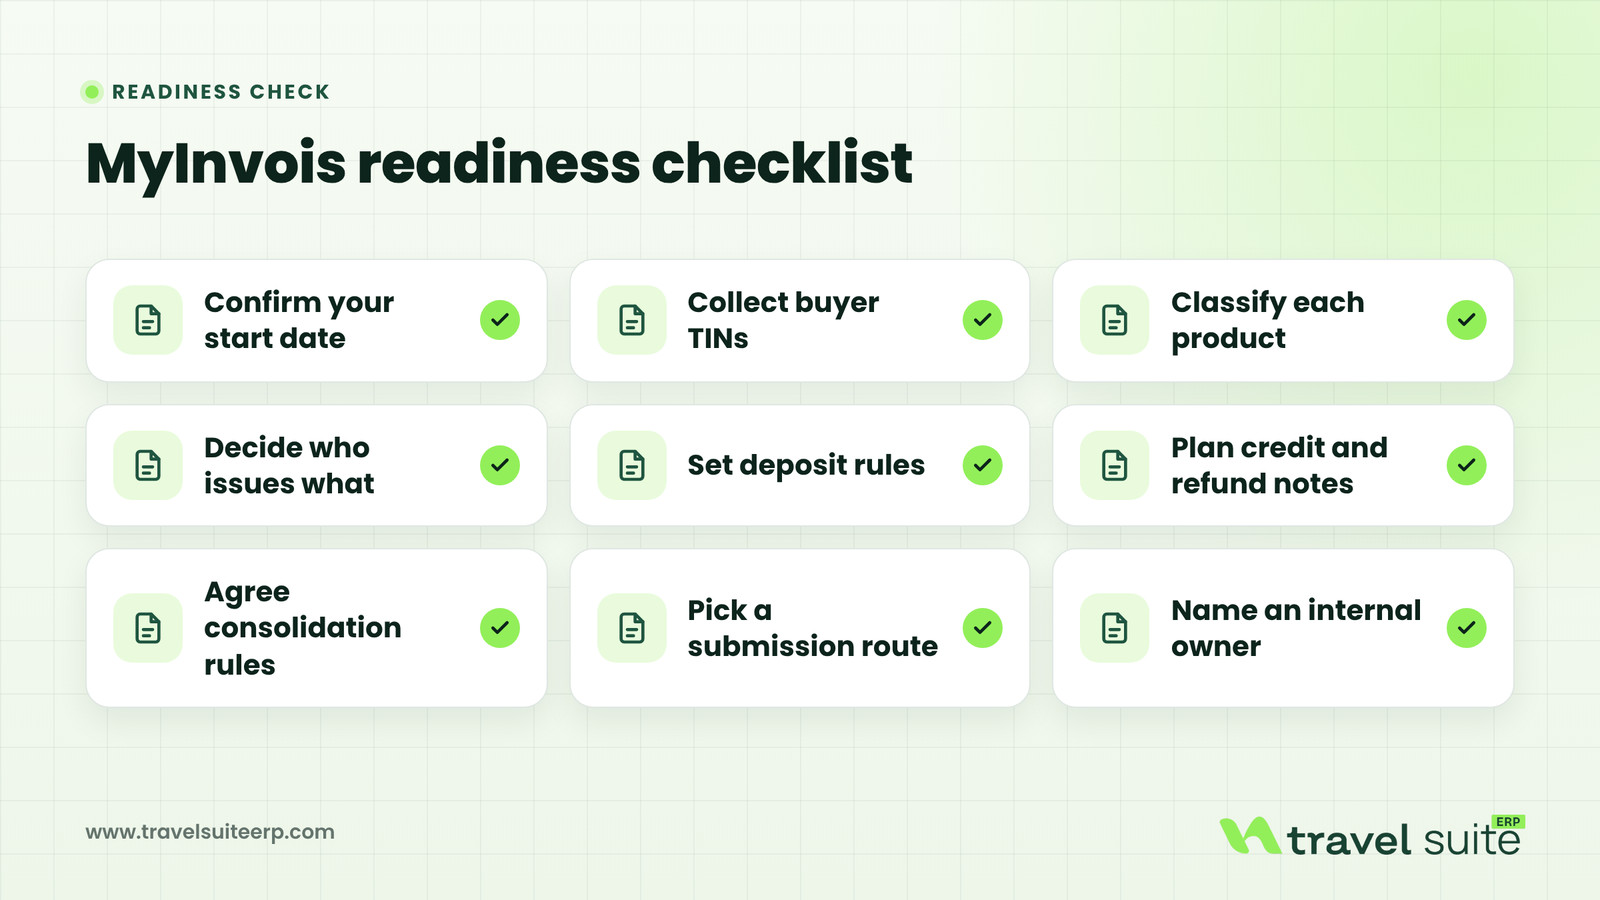 READINESS CHECK
MyInvois readiness checklist
Confirm your
start date
Collect buyer
TINs
Classify each
product
Decide who
issues what
Set deposit rules
Plan credit and
refund notes
Agree
consolidation
rules
Pick a
submission route
Name an internal
owner
www.travelsuiteerp.com
travel suite ERP